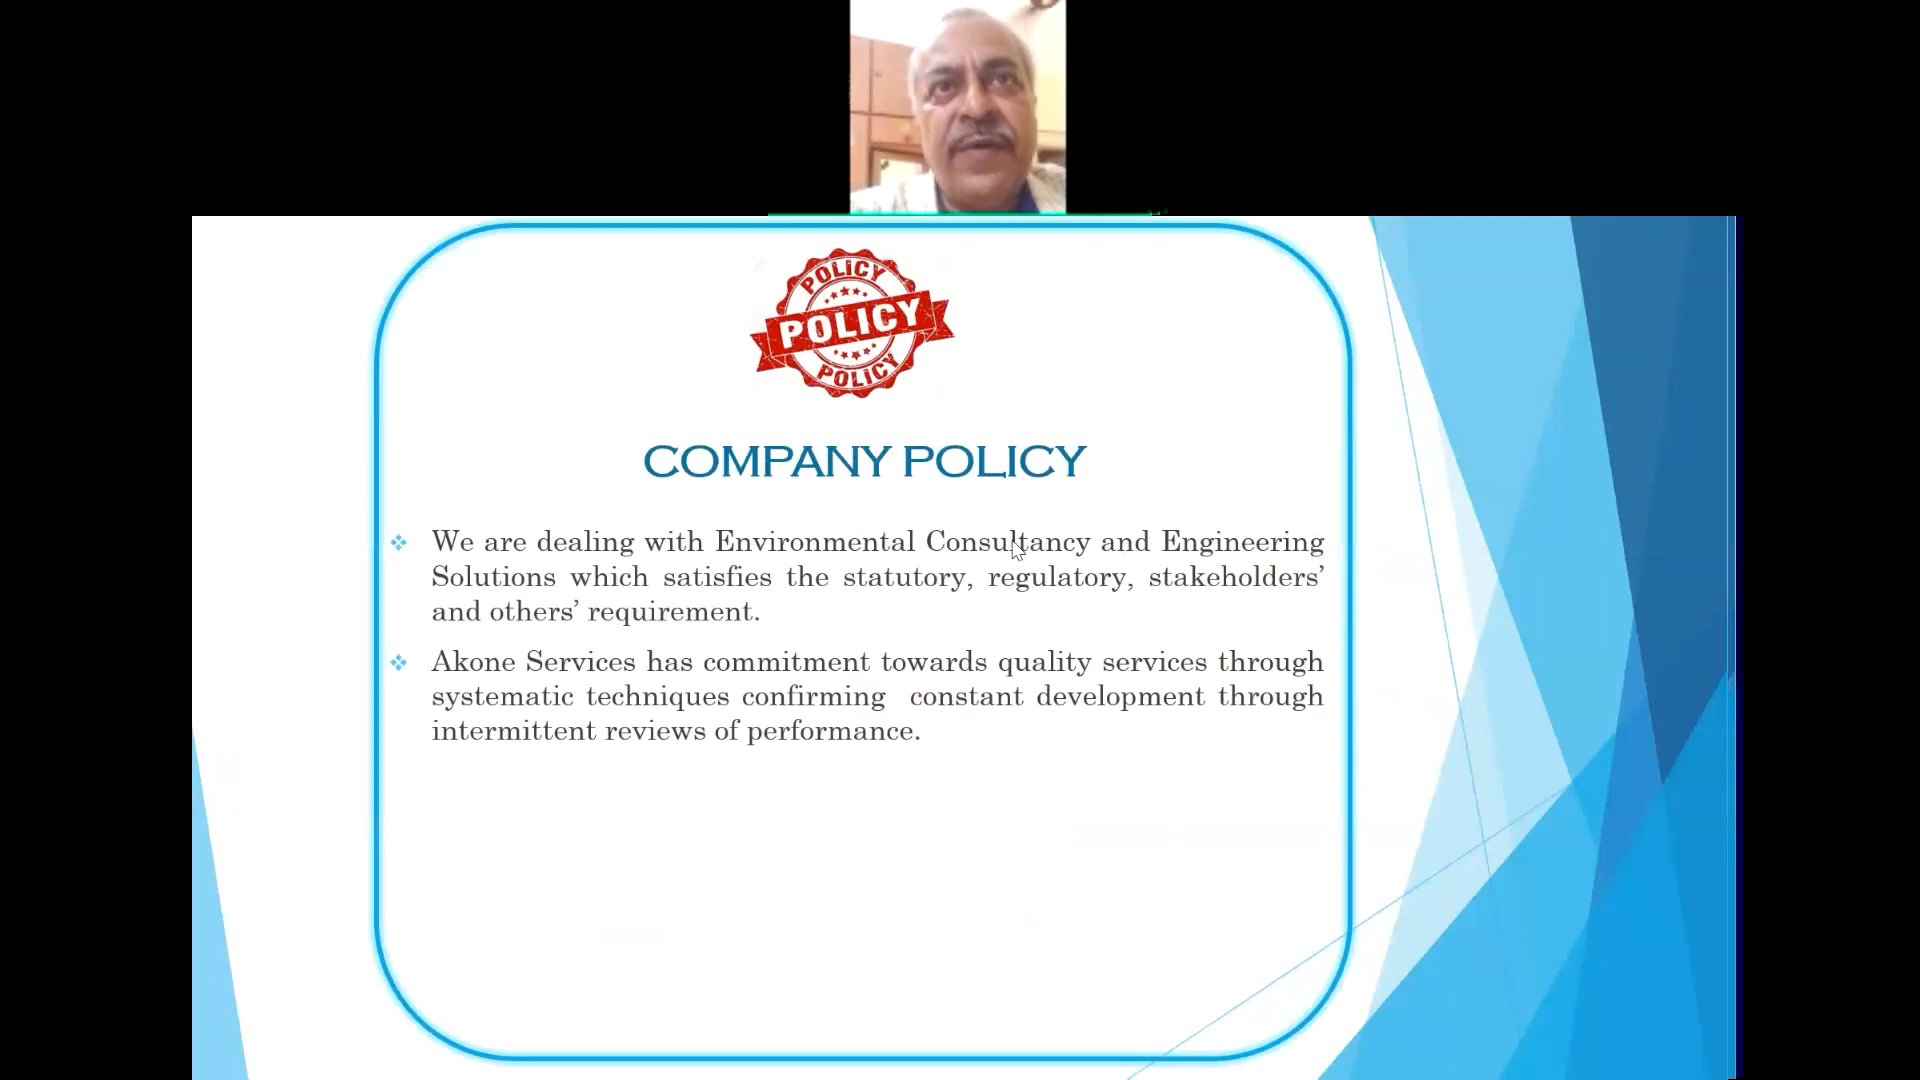 POLICY
POLICY
POLICY
COMPANY POLICY
We are dealing with Environmental Consultancy and Engineering
Solutions which satisfies the statutory, regulatory, stakeholders’
and others’ requirement.
Akone Services has commitment towards quality services through
systematic techniques confirming constant development through
intermittent reviews of performance.